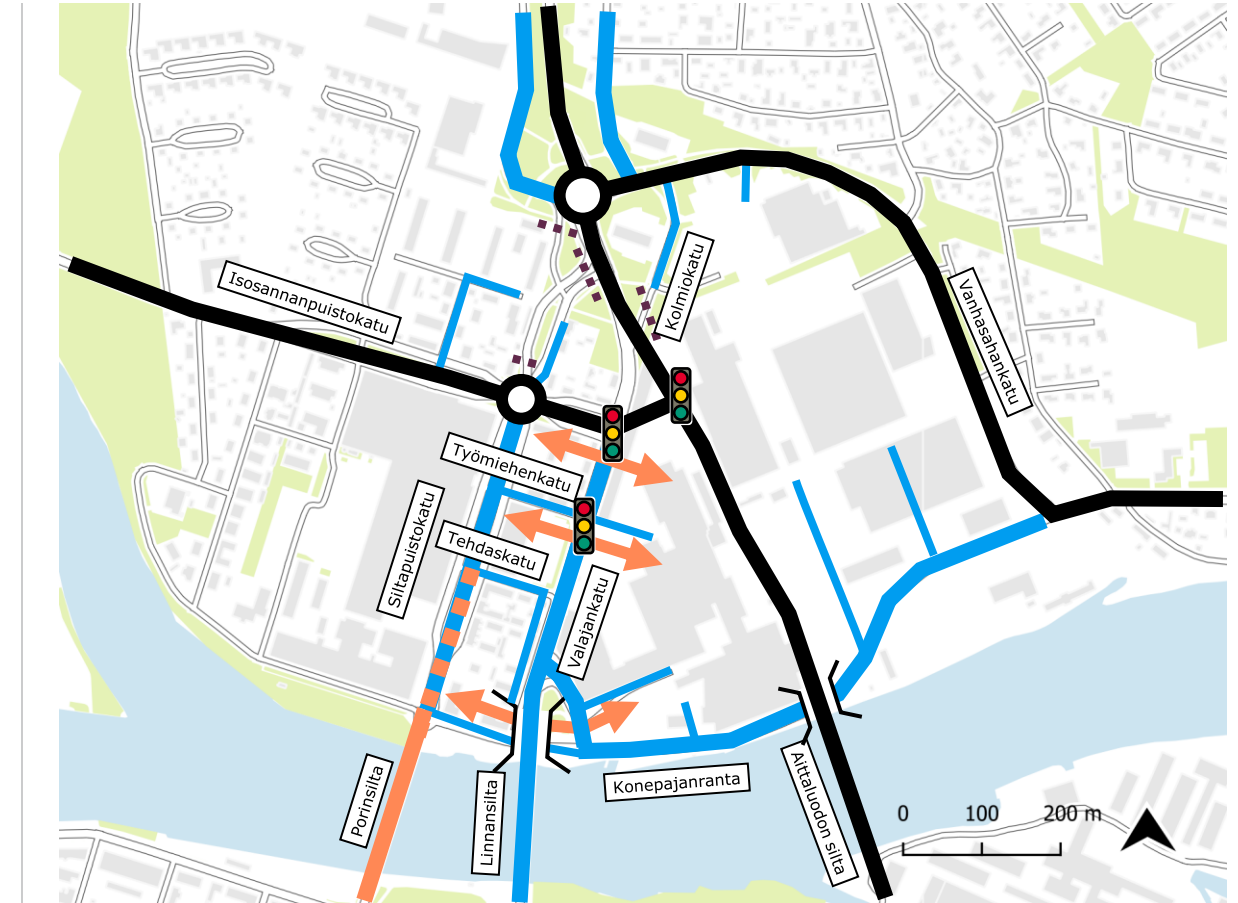 Kolmiokatu
Isosannanpuistokatu
Vanhasahankatu
Työmiehenkatu
Siltapuistokatu
Tehdaskatu
Valajankatu
Porinsilta
Linnansilta
Konepajanranta
Aittaluodon silta
0 100 200 m